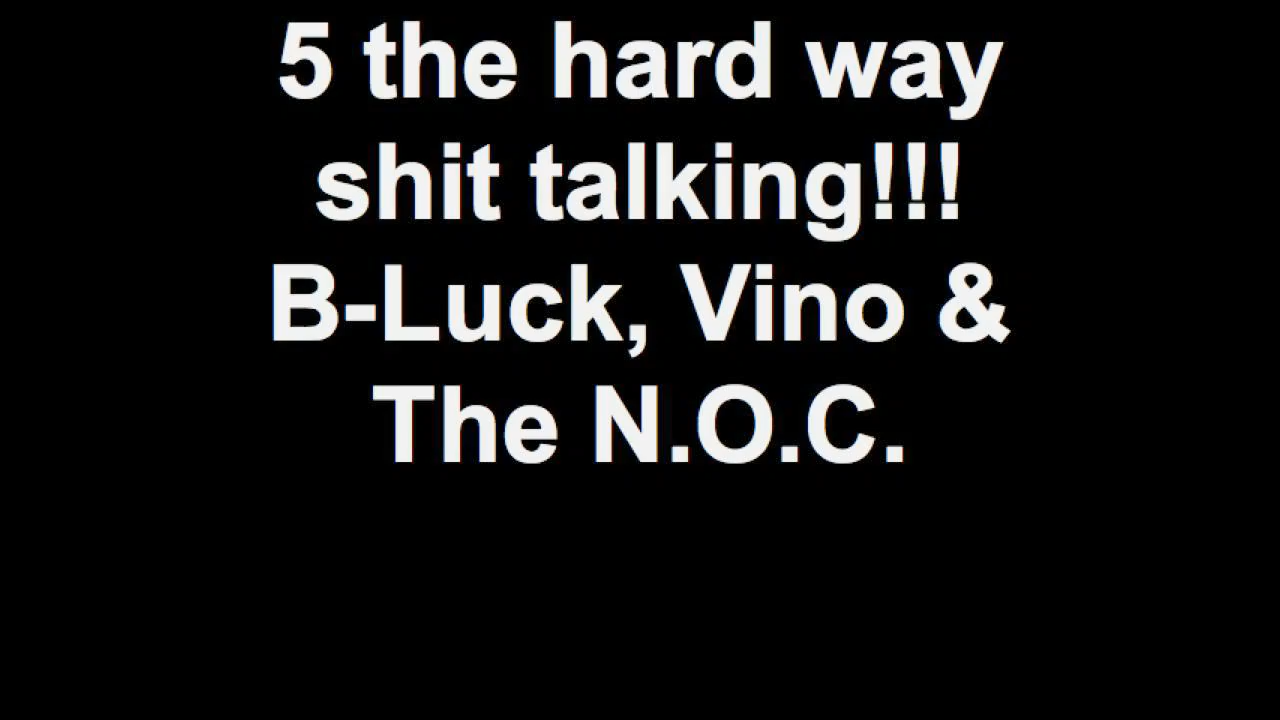 5 the hard way
shit talking!!!
B-Luck, Vino &
The N.O.C.